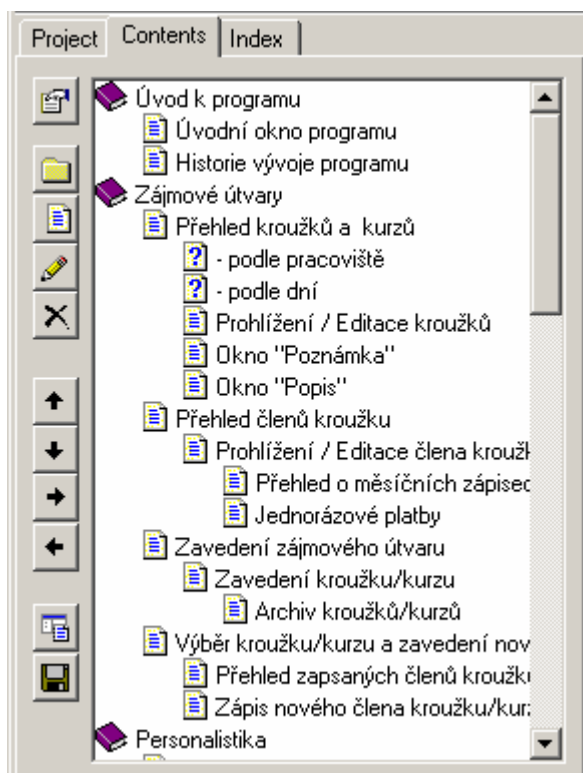 Project Contents Index
Úvod k programu
Úvodní okno programu
Historie vývoje programu
Zájmové útvary
Přehled kroužků a kurzů
- podle pracoviště
- podle dní
Prohlížení / Editace kroužků
Okno "Poznámka"
Okno "Popis"
Přehled členů kroužku
Prohlížení / Editace člena kroužk
Přehled o měsíčních zápisec
Jednorázové platby
Zavedení zájmového útvaru
Zavedení kroužku/kurzu
Archiv kroužků/kurzů
Výběr kroužku/kurzu a zavedení nov
Přehled zapsaných členů kroužku
Zápis nového člena kroužku/kurz
Personalistika